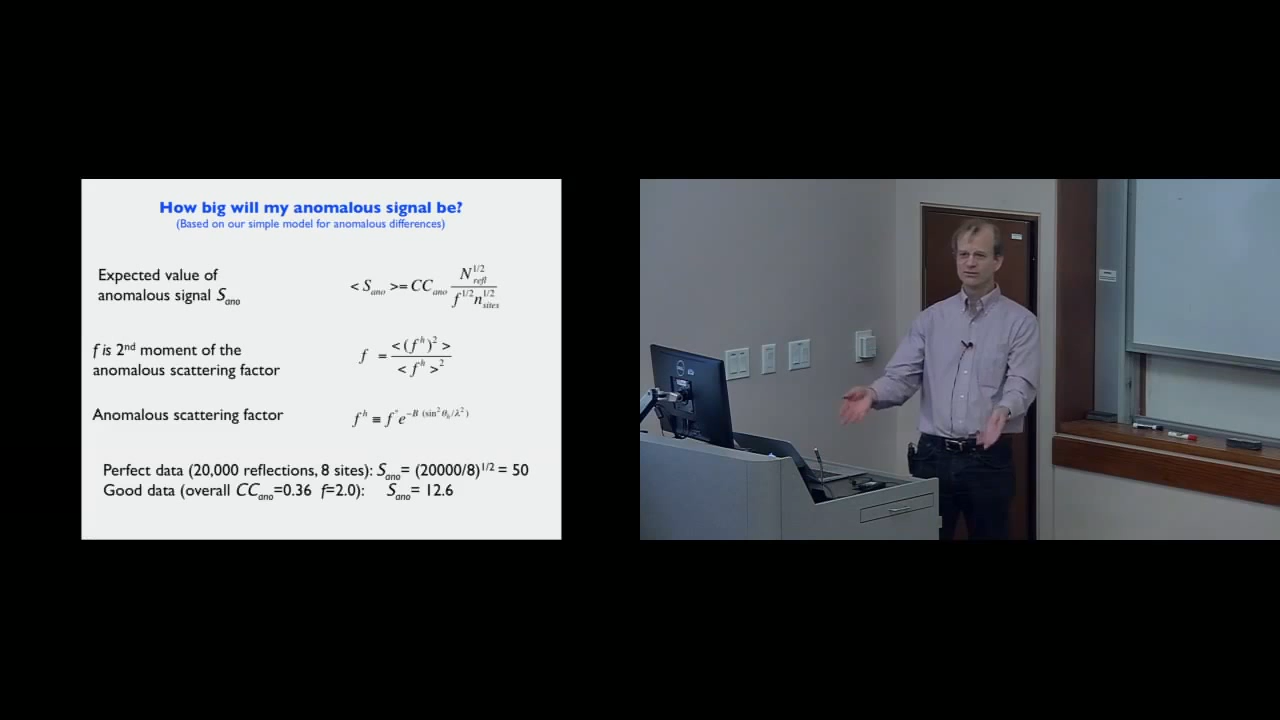 How big will my anomalous signal be?
(Based on our simple model for anomalous differences)
Expected value of
anomalous signal S_ano
< S_ano >= CC_ano N_refl^1/2 / f^1/2 n_sites^1/2
f is 2nd moment of the
anomalous scattering factor
f = < (f^h)^2 > / < f^h >^2
Anomalous scattering factor
f^h ≡ f" e^-B (sin^2 θ_h/λ^2)
Perfect data (20,000 reflections, 8 sites): S_ano= (20000/8)^1/2 = 50
Good data (overall CC_ano=0.36 f=2.0): S_ano= 12.6
DELL